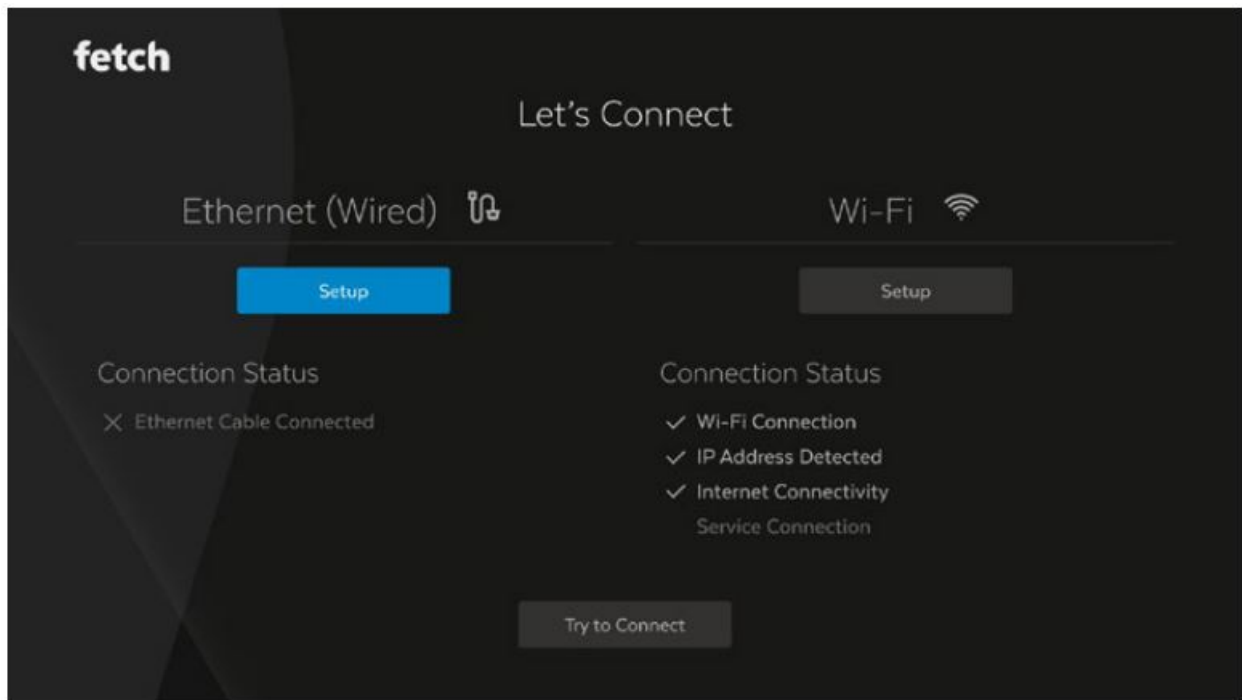 fetch
Let's Connect
Ethernet (Wired)
Setup
Connection Status
Ethernet Cable Connected
Wi-Fi
Setup
Connection Status
Wi-Fi Connection
IP Address Detected
Internet Connectivity
Service Connection
Try to Connect